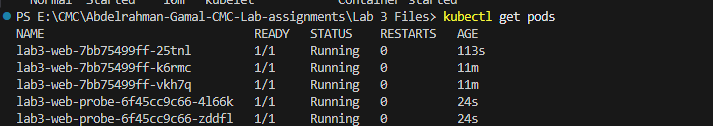 Normal  Started    10m   kubelet            Container started
PS E:\CMC\Abdelrahman-Gamal-CMC-Lab-assignments\Lab 3 Files> kubectl get pods
NAME                              READY   STATUS    RESTARTS   AGE
lab3-web-7bb75499ff-25tnl         1/1     Running   0          113s
lab3-web-7bb75499ff-k6rmc         1/1     Running   0          11m
lab3-web-7bb75499ff-vkh7q         1/1     Running   0          11m
lab3-web-probe-6f45cc9c66-4l66k   1/1     Running   0          24s
lab3-web-probe-6f45cc9c66-zddfl   1/1     Running   0          24s